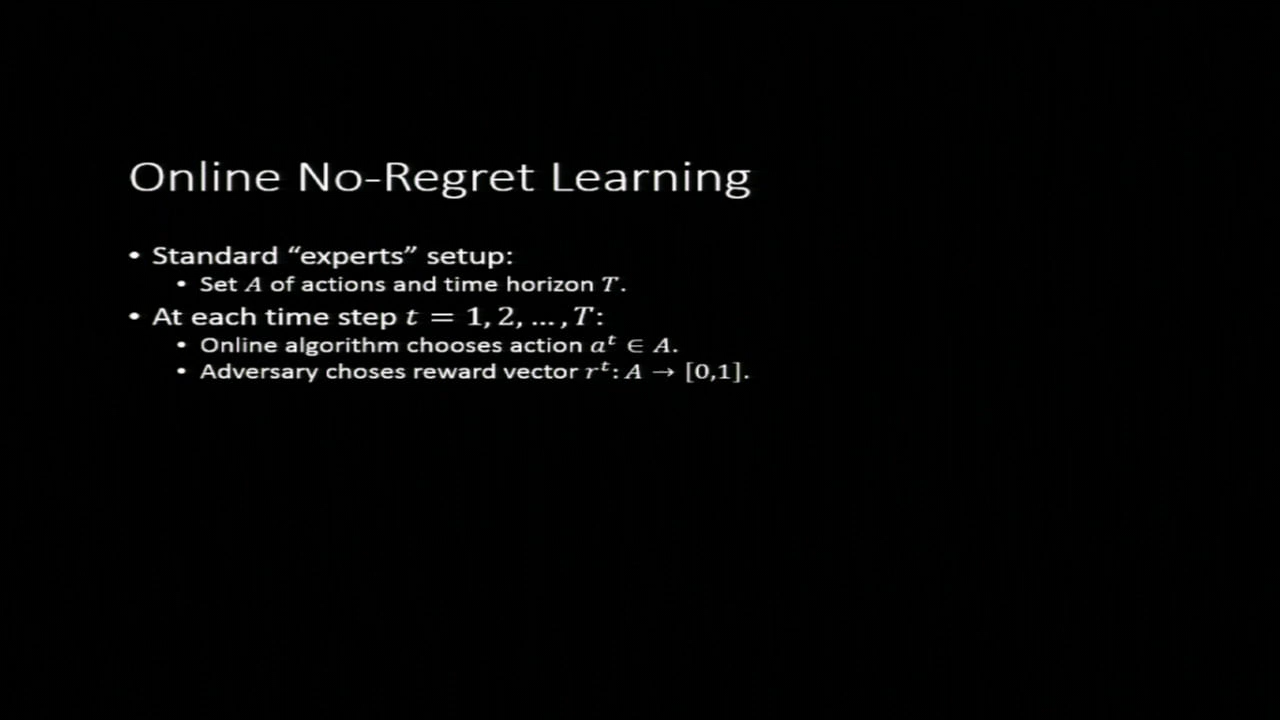 Online No-Regret Learning
• Standard “experts” setup:
• Set A of actions and time horizon T.
• At each time step t = 1, 2, … , T:
• Online algorithm chooses action aᵗ ∈ A.
• Adversary choses reward vector rᵗ: A → [0,1].